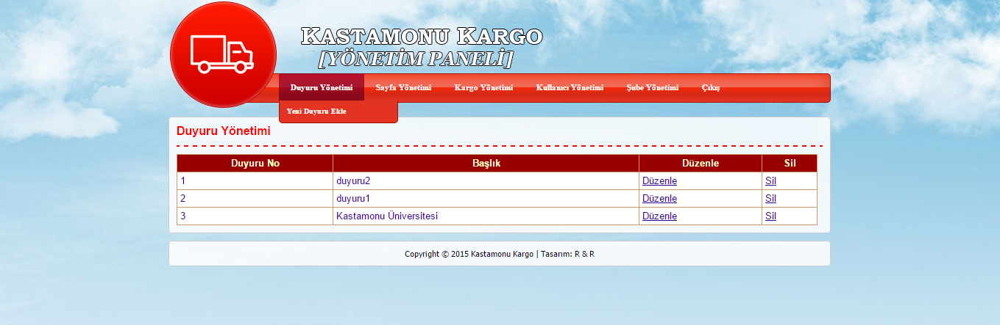 KASTAMONU KARGO
[YÖNETİM PANELİ]
Duyuru Yönetimi Sayfa Yönetimi Kargo Yönetimi Kullanıcı Yönetimi Şube Yönetimi Çıkış
Yeni Duyuru Ekle
Duyuru Yönetimi
Duyuru No Başlık Düzenle Sil
1 duyuru2 Düzenle Sil
2 duyuru1 Düzenle Sil
3 Kastamonu Üniversitesi Düzenle Sil
Copyright © 2015 Kastamonu Kargo | Tasarım: R & R